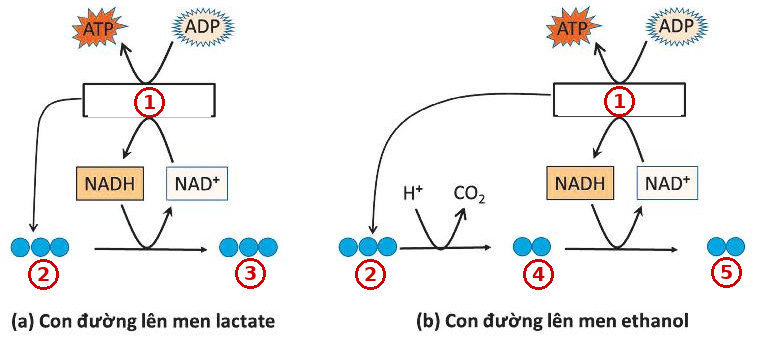 ATP ADP
1
NADH NAD⁺
2 3
(a) Con đường lên men lactate
ATP ADP
1
NADH NAD⁺
H⁺ CO₂
2 4 5
(b) Con đường lên men ethanol